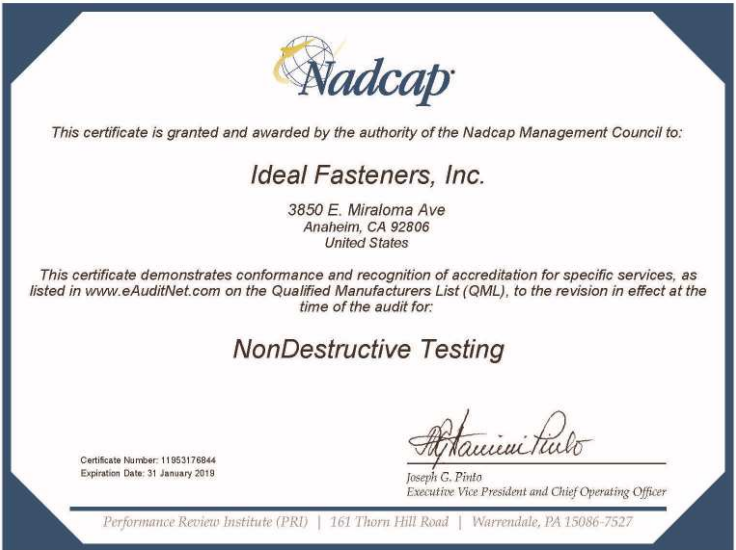 Nadcap
This certificate is granted and awarded by the authority of the Nadcap Management Council to:
Ideal Fasteners, Inc.
3850 E. Miraloma Ave
Anaheim, CA 92806
United States
This certificate demonstrates conformance and recognition of accreditation for specific services, as
listed in www.eAuditNet.com on the Qualified Manufacturers List (QML), to the revision in effect at the
time of the audit for:
NonDestructive Testing
Certificate Number: 11953176844
Expiration Date: 31 January 2019
Joseph G. Pinto
Executive Vice President and Chief Operating Officer
Performance Review Institute (PRI) | 161 Thorn Hill Road | Warrendale, PA 15086-7527